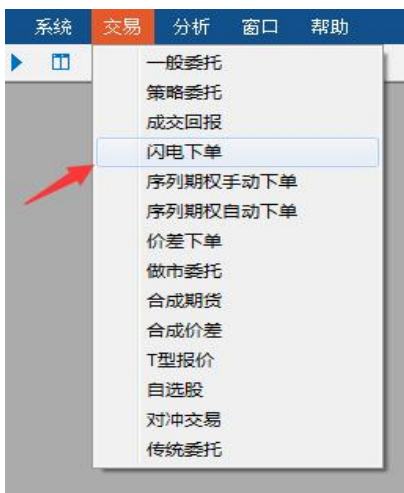 系统 交易 分析 窗口 帮助
一般委托
策略委托
成交回报
闪电下单
序列期权手动下单
序列期权自动下单
价差下单
做市委托
合成期货
合成价差
T型报价
自选股
对冲交易
传统委托